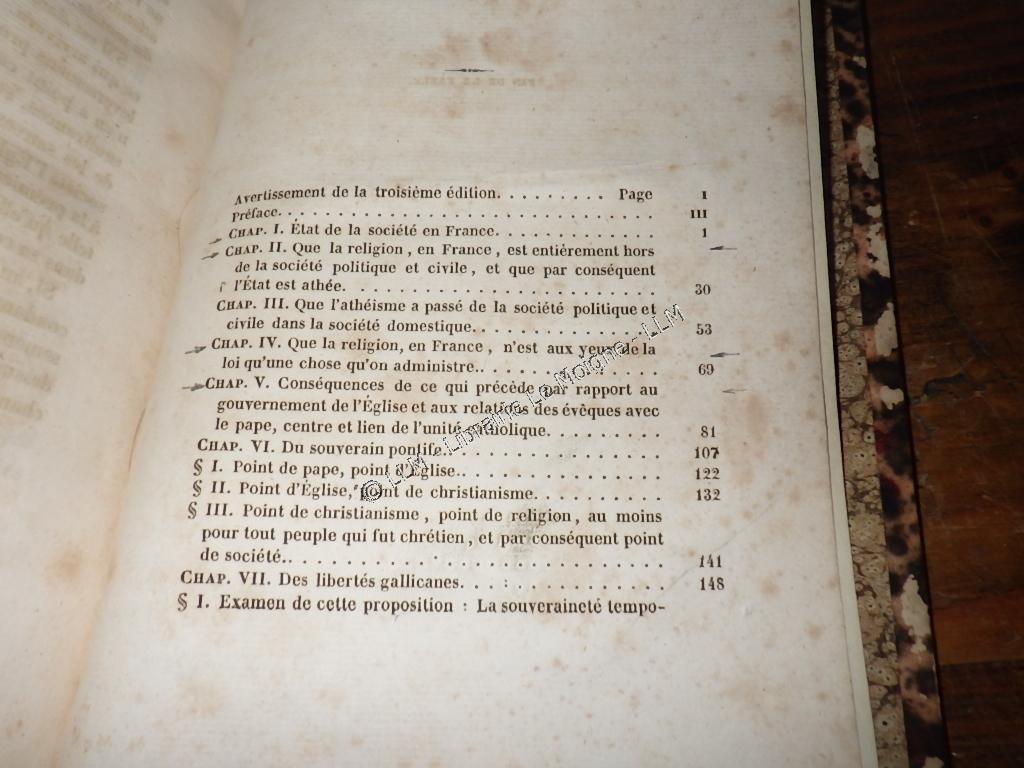 Avertissement de la troisième édition. . . . . . . . . Page I
Préface. . . . . . . . . . . . . . . . . . . . . . . . . . . III
CHAP. I. État de la société en France. . . . . . . . . . . . . 1
CHAP. II. Que la religion, en France, est entièrement hors
de la société politique et civile, et que par conséquent
l'État est athée. . . . . . . . . . . . . . . . . . . . . . . 30
CHAP. III. Que l'athéisme a passé de la société politique et
civile dans la société domestique. . . . . . . . . . . . . . 53
CHAP. IV. Que la religion, en France, n'est aux yeux de la
loi qu'une chose qu'on administre. . . . . . . . . . . . . . 69
CHAP. V. Conséquences de ce qui précède par rapport au
gouvernement de l'Église et aux relations des évêques avec
le pape, centre et lien de l'unité catholique. . . . . . . . . 81
CHAP. VI. Du souverain pontife. . . . . . . . . . . . . . . . 107
§ I. Point de pape, point d'Église. . . . . . . . . . . . . . . 122
§ II. Point d'Église, point de christianisme. . . . . . . . . . 132
§ III. Point de christianisme, point de religion, au moins
pour tout peuple qui fut chrétien, et par conséquent point
de société. . . . . . . . . . . . . . . . . . . . . . . . . . 141
CHAP. VII. Des libertés gallicanes. . . . . . . . . . . . . . 148
§ I. Examen de cette proposition : La souveraineté tempo-
© LLM - Librairie Le Moigne - LLM